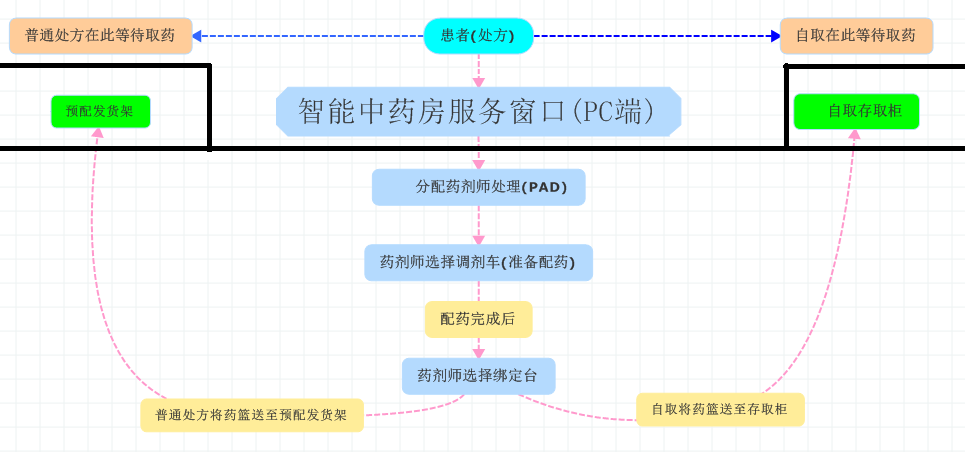 普通处方在此等待取药
患者(处方)
自取在此等待取药
预配发货架
智能中药房服务窗口(PC端)
自取存取柜
分配药剂师处理(PAD)
药剂师选择调剂车(准备配药)
配药完成后
药剂师选择绑定台
普通处方将药篮送至预配发货架
自取将药篮送至存取柜